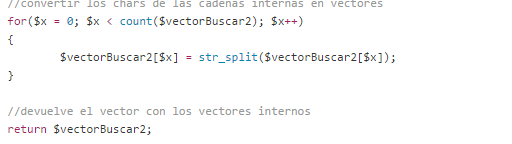 //convertir los chars de las cadenas internas en vectores
for($x = 0; $x < count($vectorBuscar2); $x++)
{
$vectorBuscar2[$x] = str_split($vectorBuscar2[$x]);
}
//devuelve el vector con los vectores internos
return $vectorBuscar2;